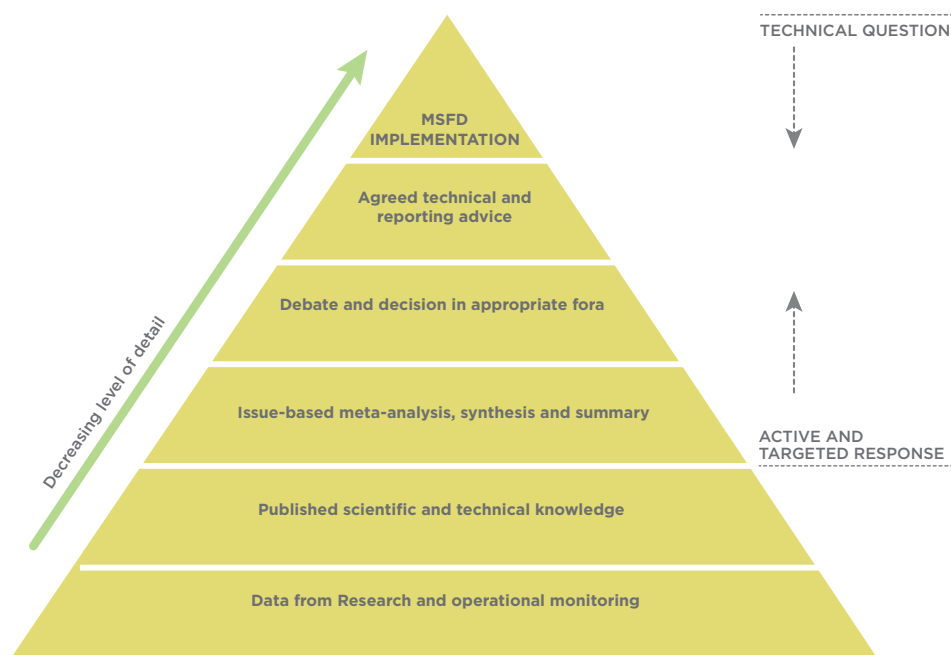 TECHNICAL QUESTION
MSFD
IMPLEMENTATION
Agreed technical and
reporting advice
Debate and decision in appropriate fora
Decreasing level of detail
Issue-based meta-analysis, synthesis and summary
ACTIVE AND
TARGETED RESPONSE
Published scientific and technical knowledge
Data from Research and operational monitoring